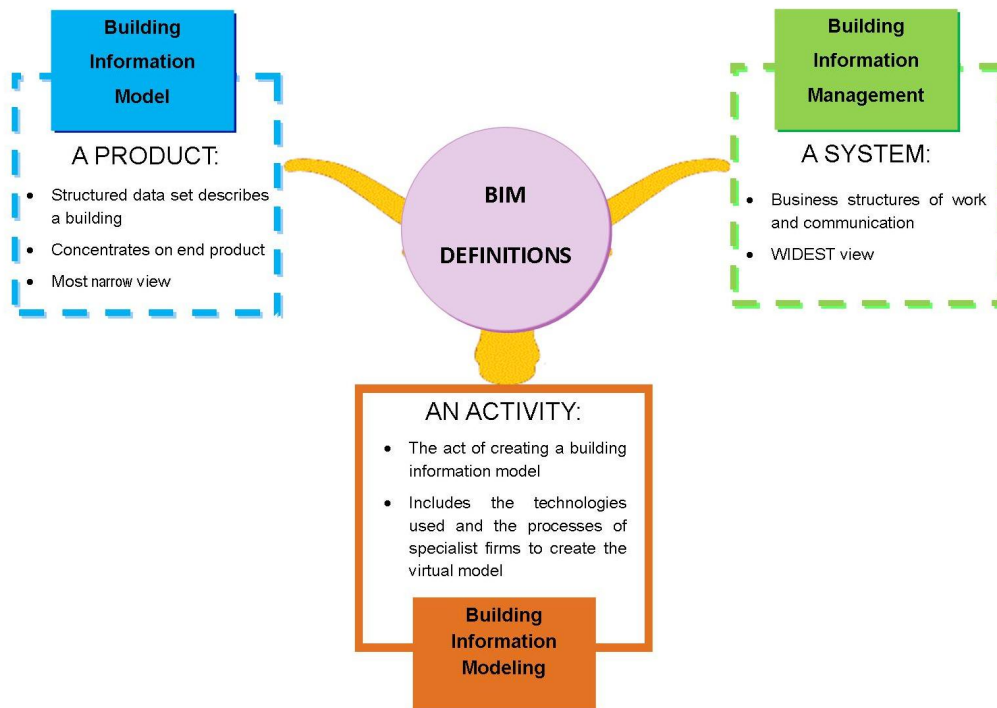 Building
Information
Model
A PRODUCT:
• Structured data set describes
a building
• Concentrates on end product
• Most narrow view
BIM
DEFINITIONS
Building
Information
Management
A SYSTEM:
• Business structures of work
and communication
• WIDEST view
AN ACTIVITY:
• The act of creating a building
information model
• Includes the technologies
used and the processes of
specialist firms to create the
virtual model
Building
Information
Modeling